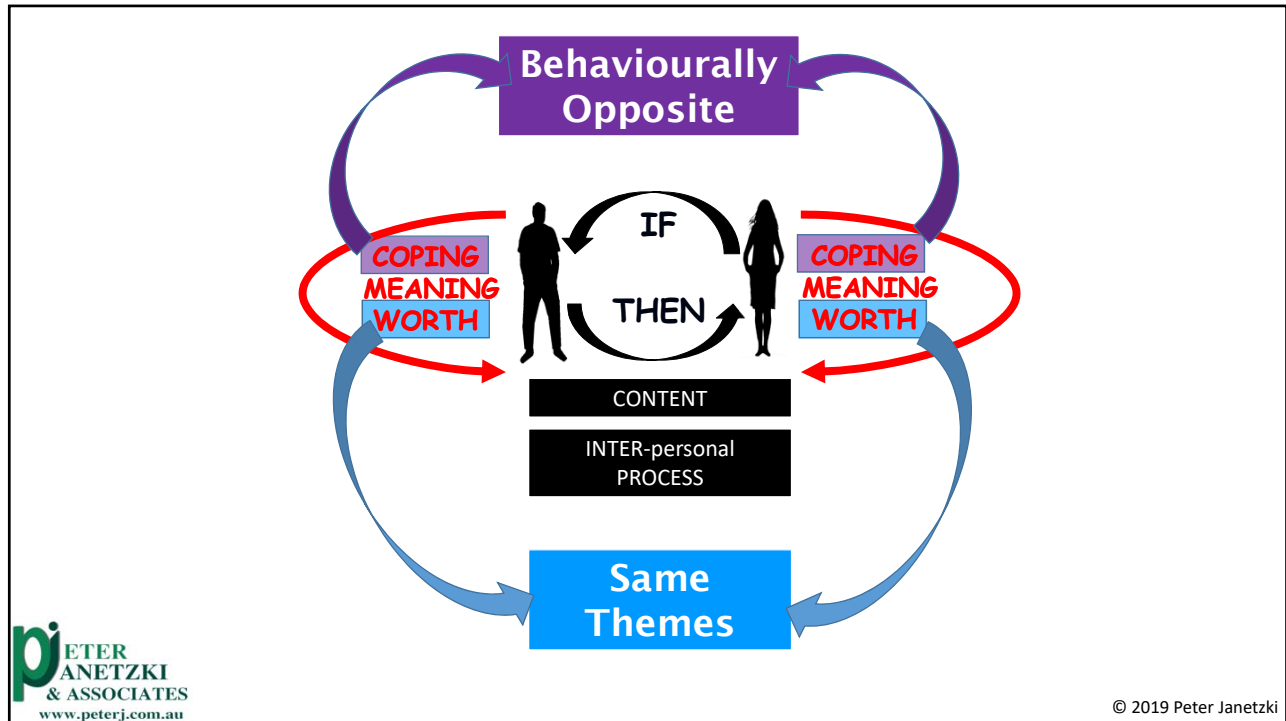 Behaviourally
Opposite
IF
THEN
COPING
MEANING
WORTH
COPING
MEANING
WORTH
CONTENT
INTER-personal
PROCESS
Same
Themes
PETER
JANETZKI
& ASSOCIATES
www.peterj.com.au
© 2019 Peter Janetzki